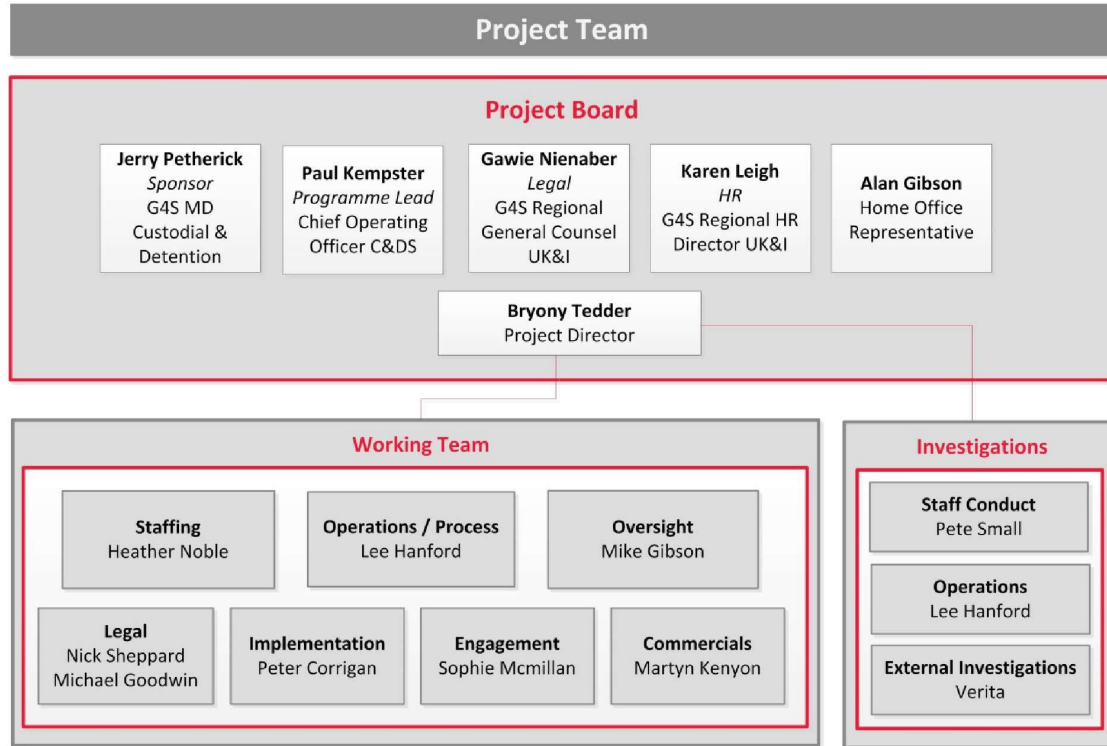 Project Team
Project Board
Jerry Petherick
Sponsor
G4S MD
Custodial &
Detention
Paul Kempster
Programme Lead
Chief Operating
Officer C&DS
Gawie Nienaber
Legal
G4S Regional
General Counsel
UK&I
Karen Leigh
HR
G4S Regional HR
Director UK&I
Alan Gibson
Home Office
Representative
Bryony Tedder
Project Director
Working Team
Staffing
Heather Noble
Operations / Process
Lee Hanford
Oversight
Mike Gibson
Legal
Nick Sheppard
Michael Goodwin
Implementation
Peter Corrigan
Engagement
Sophie Mcmillan
Commercials
Martyn Kenyon
Investigations
Staff Conduct
Pete Small
Operations
Lee Hanford
External Investigations
Verita